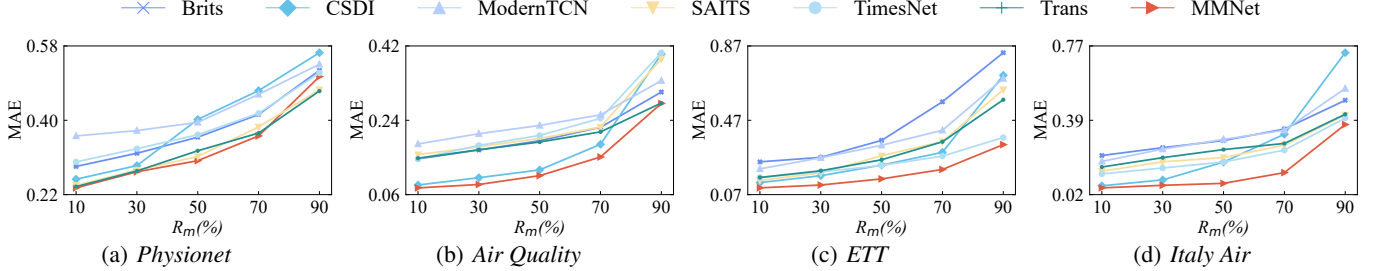 Brits CSDI ModernTCN SAITS TimesNet Trans MMNet
0.58 0.42 0.87 0.77
MAE 0.40 MAE 0.24 MAE 0.47 MAE 0.39
0.22 0.06 0.07 0.02
10 30 50 70 90 10 30 50 70 90 10 30 50 70 90 10 30 50 70 90
Rm(%) Rm(%) Rm(%) Rm(%)
(a) Physionet (b) Air Quality (c) ETT (d) Italy Air